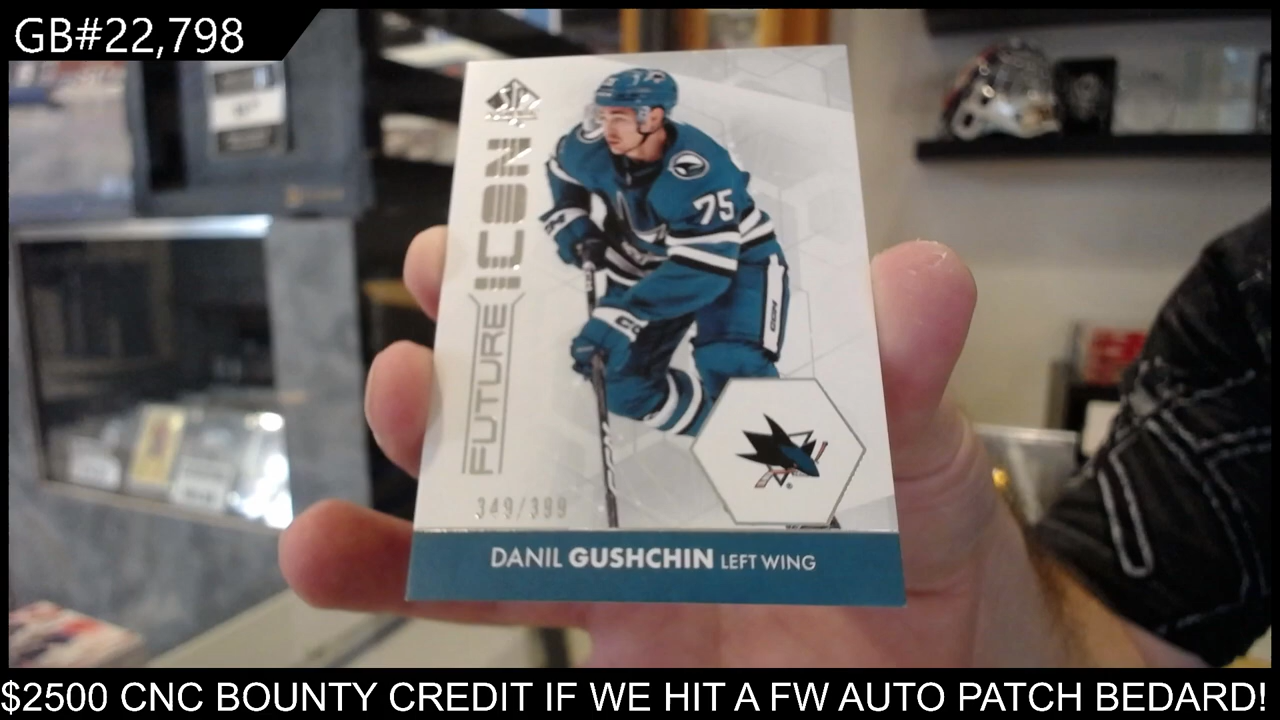 GB#22,798
SP
FUTURE ICON
75
CCM
349/399
DANIL GUSHCHIN LEFT WING
$2500 CNC BOUNTY CREDIT IF WE HIT A FW AUTO PATCH BEDARD!